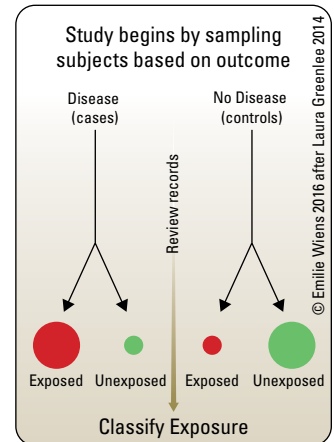 Study begins by sampling
subjects based on outcome
Disease
(cases)
No Disease
(controls)
Review records
Exposed
Unexposed
Exposed
Unexposed
Classify Exposure
© Emilie Wiens 2016 after Laura Greenlee 2014